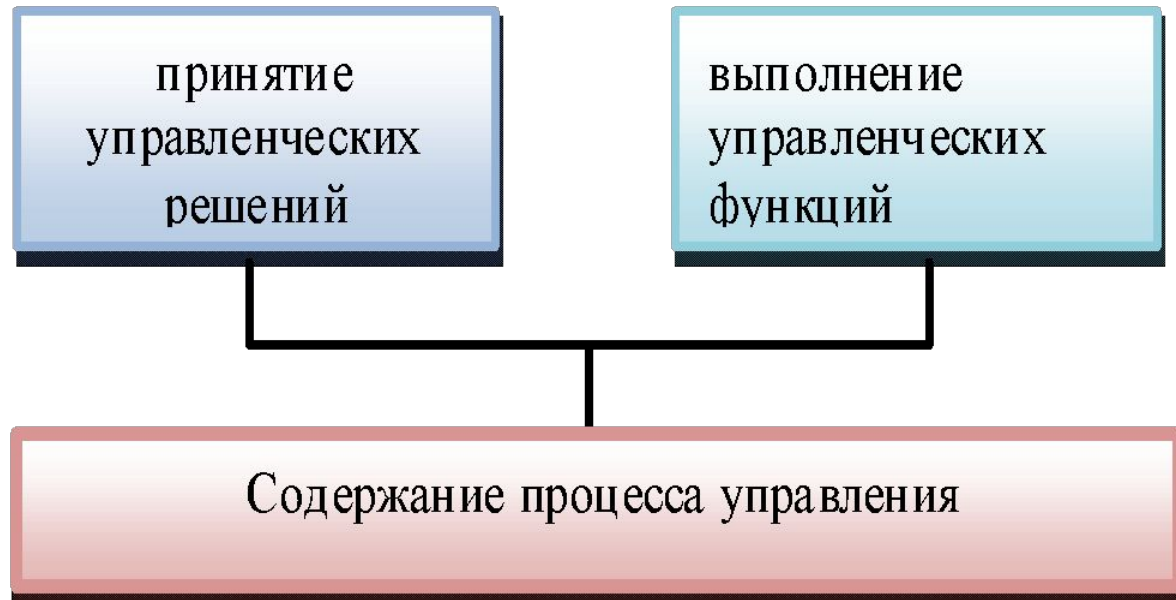 принятие
управленческих
решений
выполнение
управленческих
функций
Содержание процесса управления